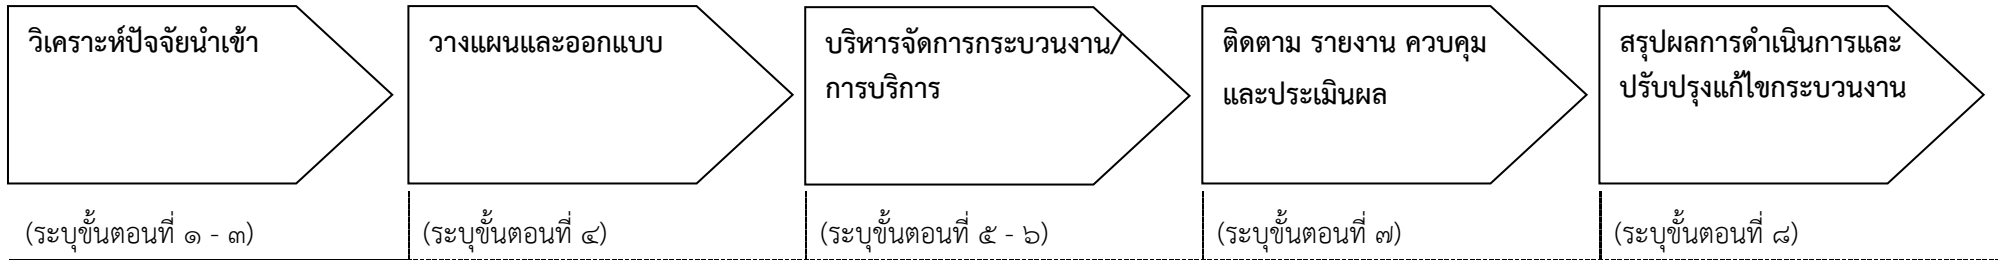 วิเคราะห์ปัจจัยนำเข้า
วางแผนและออกแบบ
บริหารจัดการกระบวนงาน/
การบริการ
ติดตาม รายงาน ควบคุม
และประเมินผล
สรุปผลการดำเนินการและ
ปรับปรุงแก้ไขกระบวนงาน
(ระบุขั้นตอนที่ ๑ - ๓)
(ระบุขั้นตอนที่ ๔)
(ระบุขั้นตอนที่ ๕ - ๖)
(ระบุขั้นตอนที่ ๗)
(ระบุขั้นตอนที่ ๘)